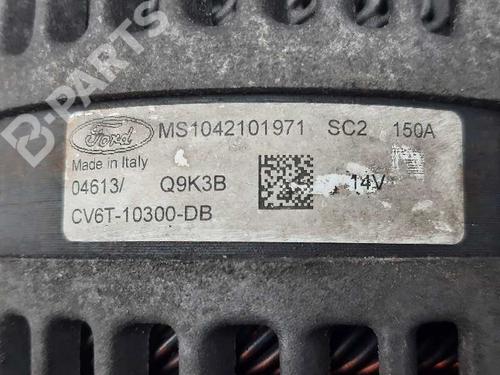 B-PARTS
Ford MS1042101971 SC2 150A
Made in Italy
04613/ Q9K3B 14V
CV6T-10300-DB